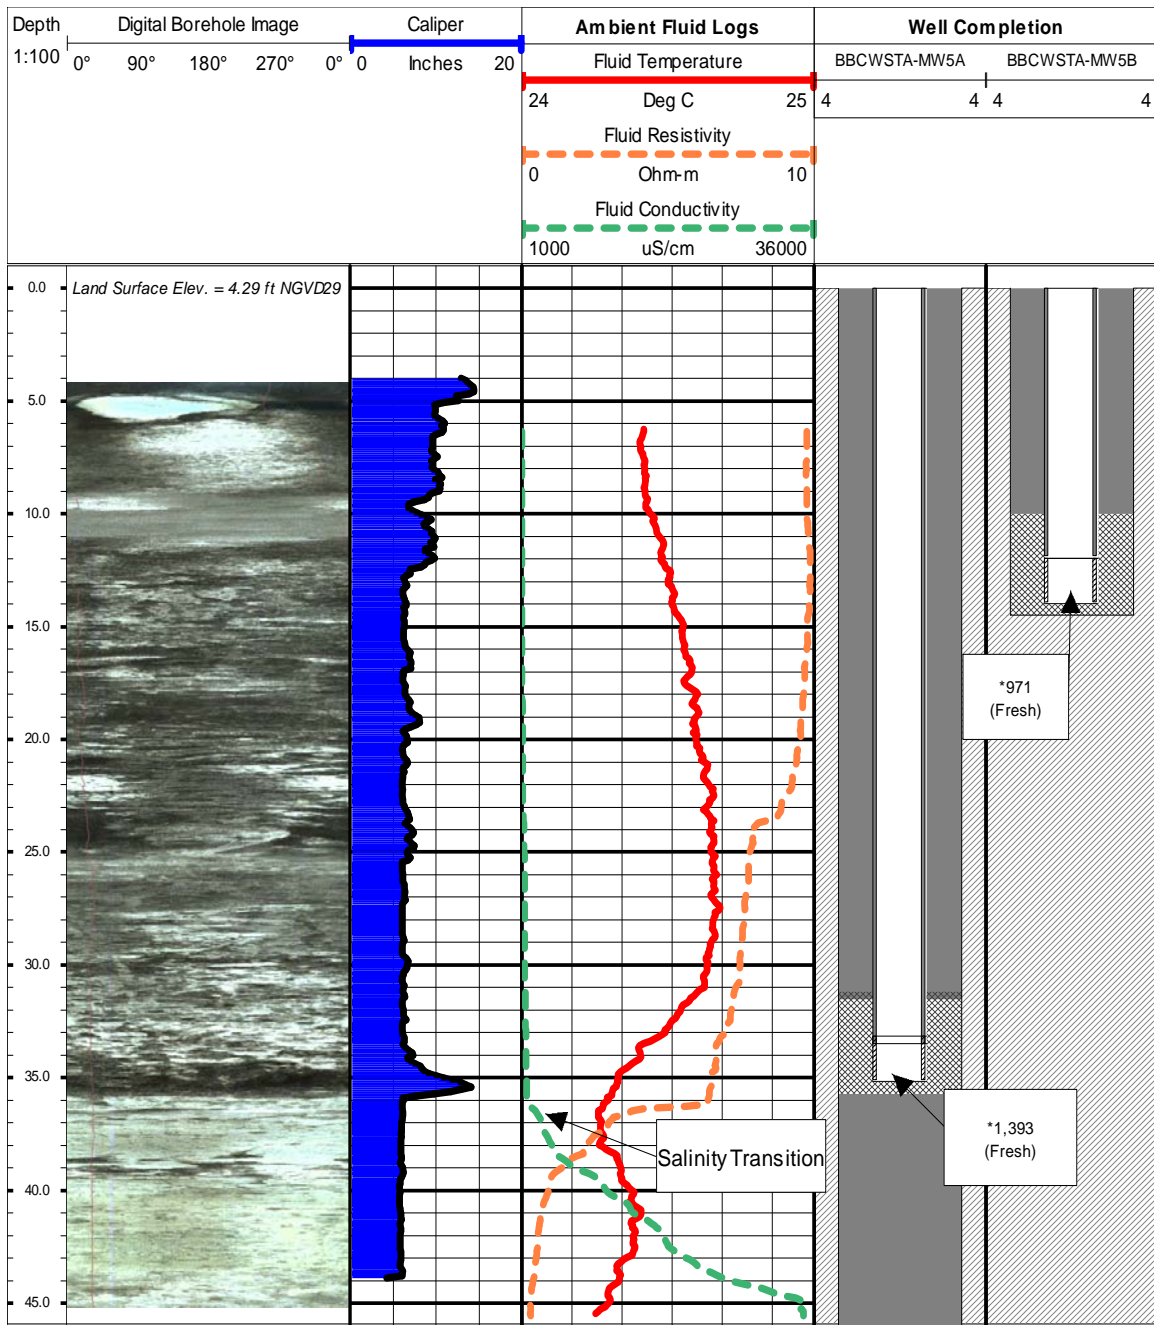 Depth Digital Borehole Image Caliper Ambient Fluid Logs Well Completion
1:100 0° 90° 180° 270° 0° 0 Inches 20 Fluid Temperature BBCWSTA-MW5A BBCWSTA-MW5B
24 Deg C 25 4 4 4 4
Fluid Resistivity
0 Ohm-m 10
Fluid Conductivity
1000 uS/cm 36000
0.0 Land Surface Elev. = 4.29 ft NGVD29
5.0
10.0
15.0
*971
(Fresh)
20.0
25.0
30.0
35.0
*1,393
(Fresh)
Salinity Transition
40.0
45.0